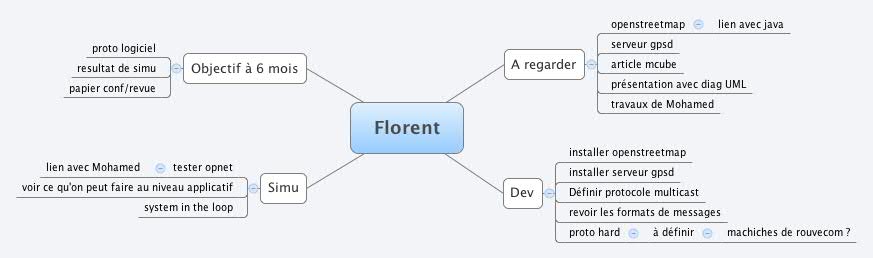 Florent
Objectif à 6 mois
proto logiciel
resultat de simu
papier conf/revue
A regarder
openstreetmap
lien avec java
serveur gpsd
article mcube
présentation avec diag UML
travaux de Mohamed
Simu
lien avec Mohamed
tester opnet
voir ce qu'on peut faire au niveau applicatif
system in the loop
Dev
installer openstreetmap
installer serveur gpsd
Définir protocole multicast
revoir les formats de messages
proto hard
à définir
machiches de rouvecom ?